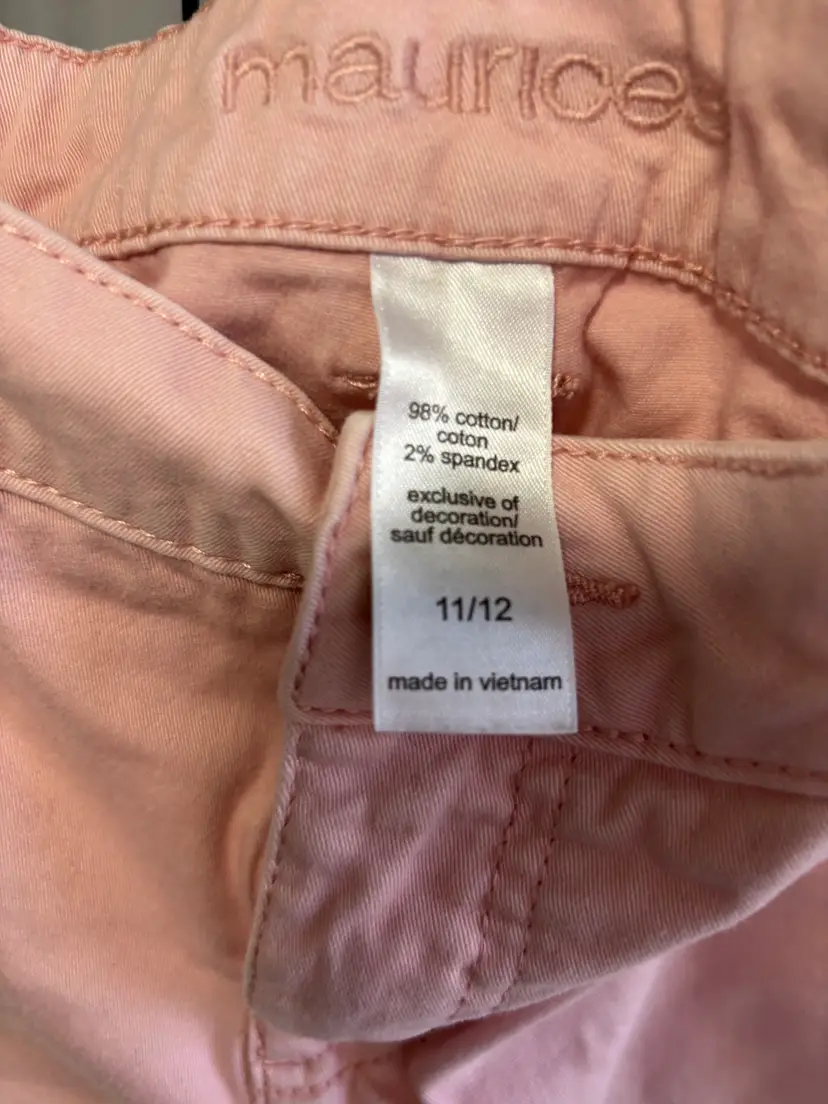 maurices
98% cotton/
coton
2% spandex
exclusive of
decoration/
sauf décoration
11/12
made in vietnam